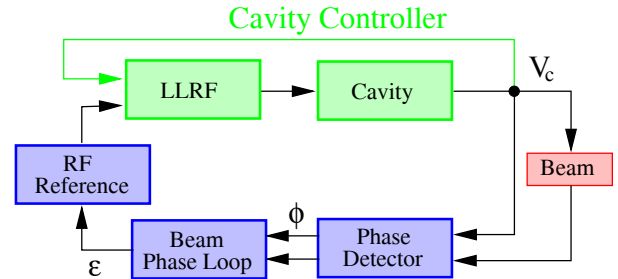 Cavity Controller
LLRF
Cavity
V_c
RF
Reference
Beam
ϕ
Beam
Phase Loop
Phase
Detector
ε